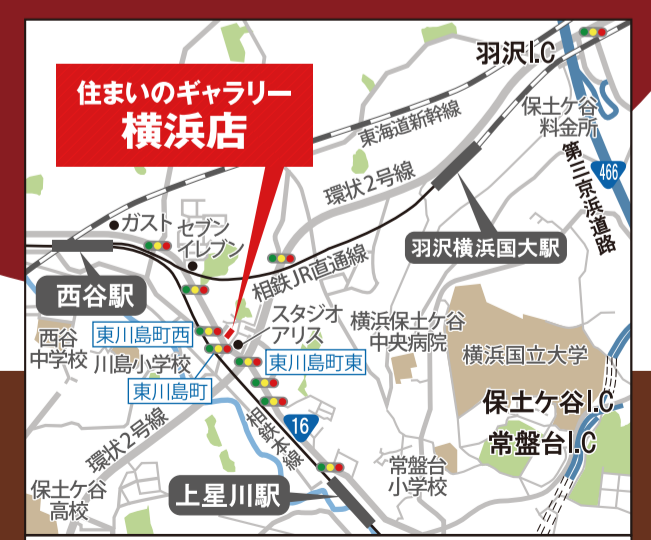 羽沢I.C
住まいのギャラリー
横浜店
保土ケ谷
料金所
東海道新幹線
第三京浜道路
466
環状2号線
ガスト
セブン
イレブン
羽沢横浜国大駅
相鉄JR直通線
西谷駅
スタジオ
アリス
東川島町西
西谷
中学校
川島小学校
横浜保土ケ谷
中央病院
横浜国立大学
東川島町東
東川島町
保土ケ谷I.C
16
相鉄本線
環状2号線
常盤台I.C
常盤台
小学校
上星川駅
保土ケ谷
高校